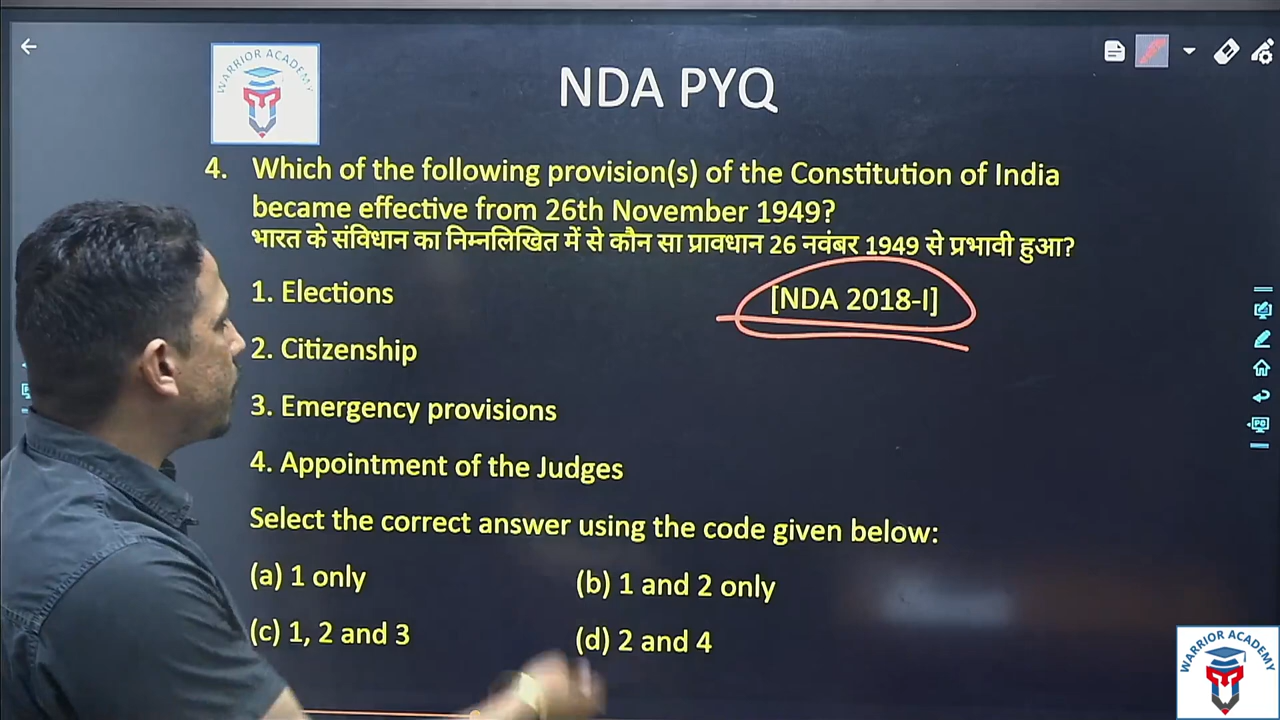 WARRIOR ACADEMY
NDA PYQ
4. Which of the following provision(s) of the Constitution of India
became effective from 26th November 1949?
भारत के संविधान का निम्नलिखित में से कौन सा प्रावधान 26 नवंबर 1949 से प्रभावी हुआ?
1. Elections
[NDA 2018-I]
2. Citizenship
3. Emergency provisions
4. Appointment of the Judges
Select the correct answer using the code given below:
(a) 1 only
(b) 1 and 2 only
(c) 1, 2 and 3
(d) 2 and 4
WARRIOR ACADEMY